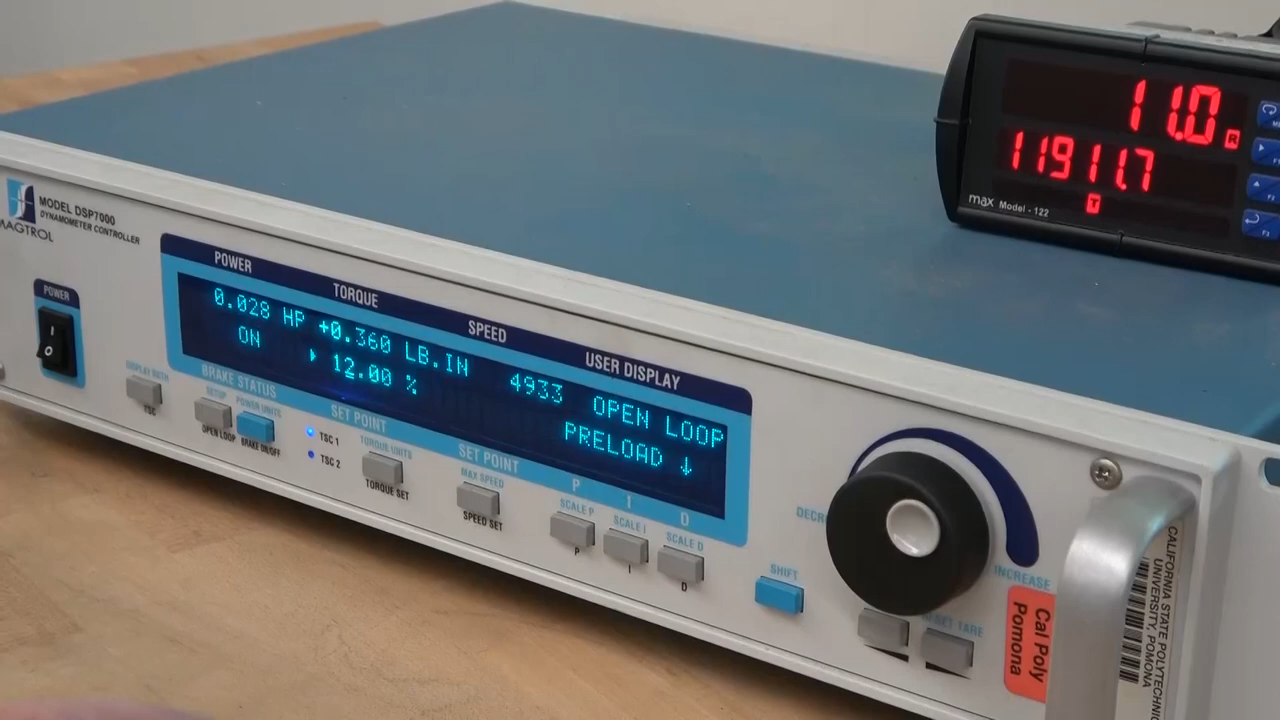 11.0.
R
11911.7
T
max Model - 122
MAGTROL
MODEL DSP7000
DYNAMOMETER CONTROLLER
POWER
POWER
TORQUE
SPEED
USER DISPLAY
0.028 HP +0.360 LB.IN 4933 OPEN LOOP
ON 12.00 % PRELOAD ↓
BRAKE STATUS
SET POINT
SET POINT
P I D
DISPLAY BOTH
TSC
SETUP
OPEN LOOP
POWER UNITS
BRAKE ON/OFF
TSC 1
TSC 2
TORQUE UNITS
TORQUE SET
MAX SPEED
SPEED SET
SCALE P
P
SCALE I
I
SCALE D
D
SHIFT
INCREASE
TARE
Cal Poly
Pomona
CALIFORNIA STATE POLYTECHNIC
UNIVERSITY, POMONA